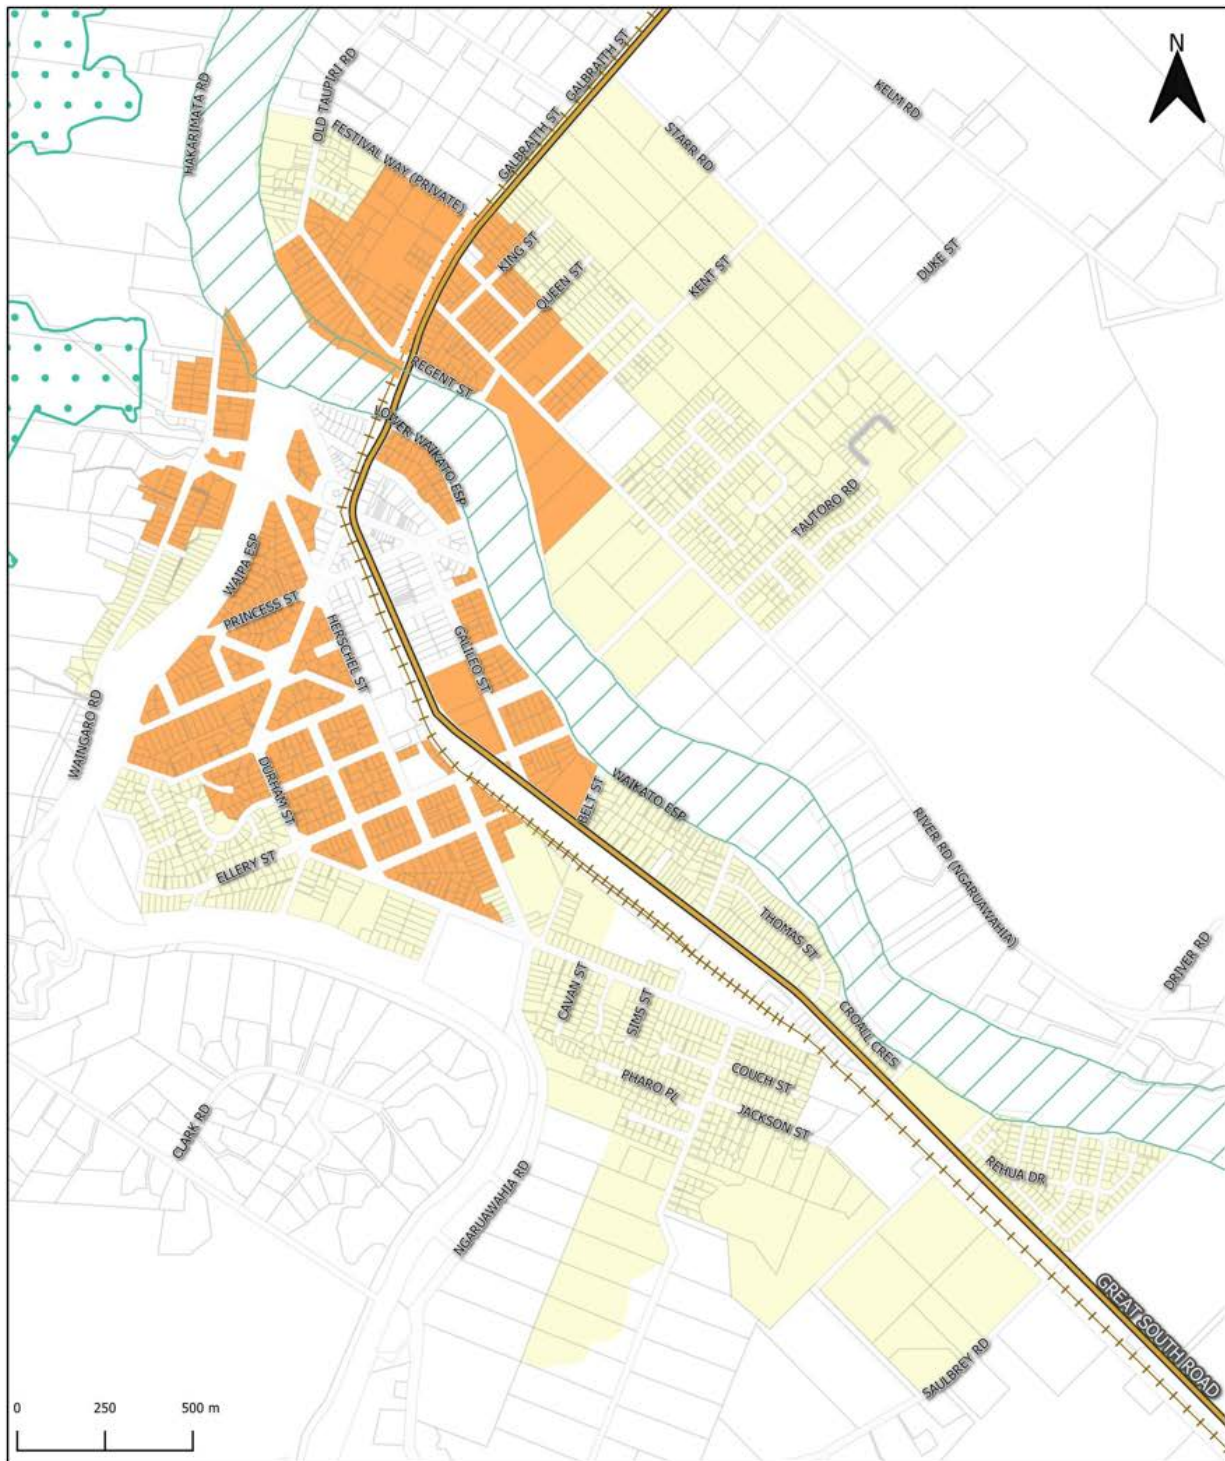 N
HAKARIMATA RD
OLD TAUPIRI RD
GALBRAITH ST
GALBRAITH ST
KELM RD
FESTIVAL WAY (PRIVATE)
STARR RD
KING ST
QUEEN ST
KENT ST
DUKE ST
REGENT ST
LOWER WAIKATO ESP
TAUTORO RD
WAIPA ESP
PRINCESS ST
HERSCHEL ST
GALILEO ST
WAINGARO RD
DURHAM ST
BELT ST
WAIKATO ESP
ELLERY ST
RIVER RD (NGARUAWAHIA)
THOMAS ST
DRIVER RD
CAVAN ST
SIMS ST
CROALL CRES
PHARO PL
COUCH ST
JACKSON ST
CLARK RD
NGARUAWAHIA RD
REHUA DR
GREAT SOUTH ROAD
SAULBREY RD
0 250 500 m